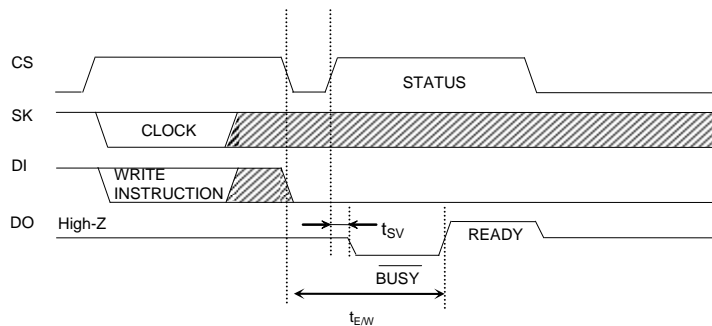 CS
STATUS
SK
CLOCK
DI
WRITE
INSTRUCTION
DO
High-Z
tSV
READY
BUSY
tE/W